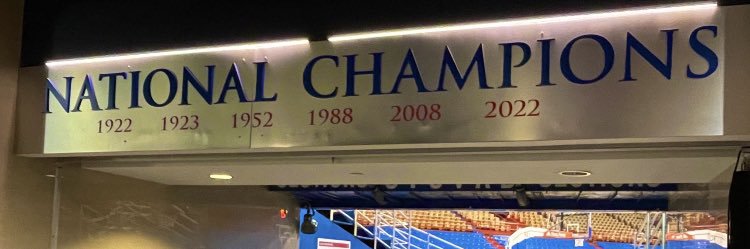 NATIONAL CHAMPIONS
1922 1923 1952 1988 2008 2022